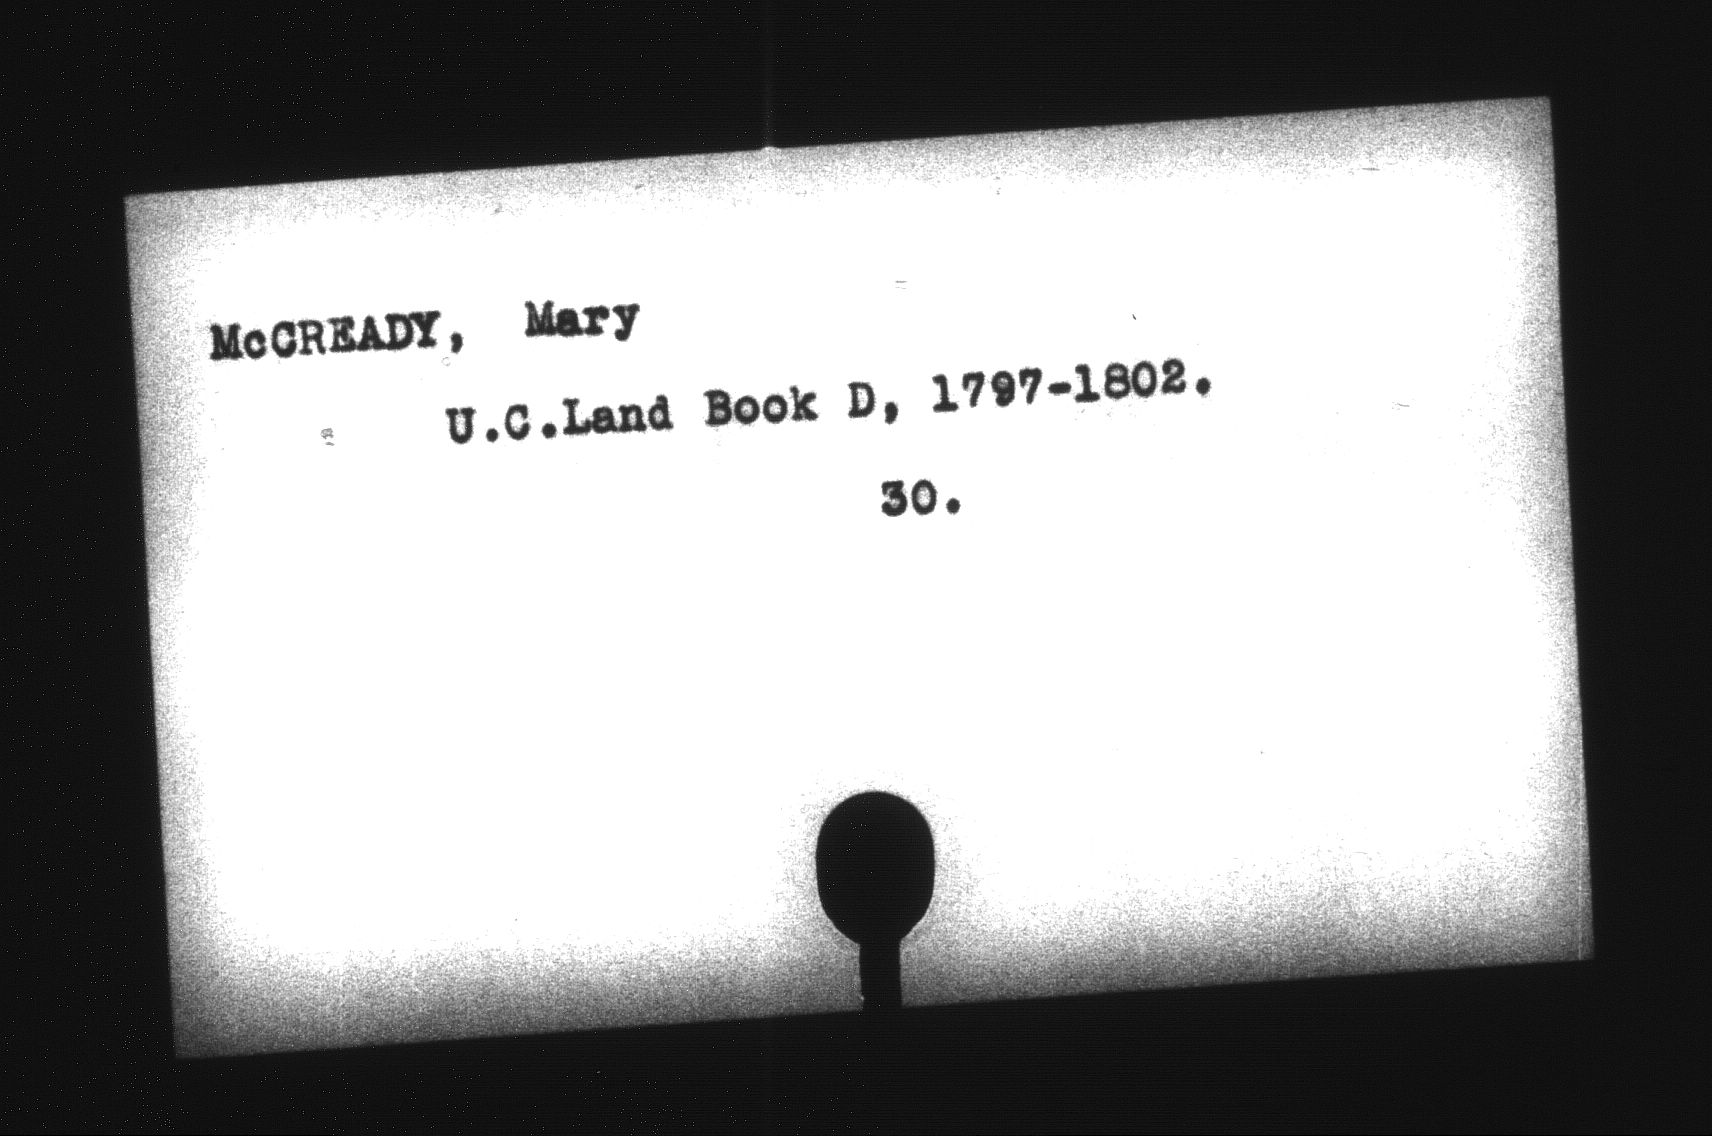 McCREADY, Mary
U.C.Land Book D, 1797-1802.
30.